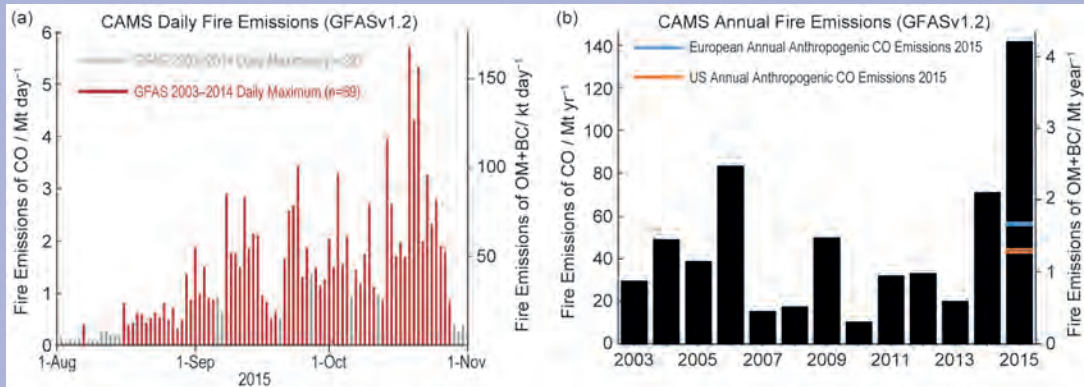 (a)
CAMS Daily Fire Emissions (GFASv1.2)
Fire Emissions of CO / Mt day⁻¹
6
5
4
3
2
1
0
GFAS 2003–2014 Daily Maximum
GFAS 2003–2014 Daily Maximum (n=69)
150
100
50
Fire Emissions of OM+BC/ kt day⁻¹
1-Aug
1-Sep
1-Oct
1-Nov
2015
(b)
CAMS Annual Fire Emissions (GFASv1.2)
Fire Emissions of CO / Mt yr⁻¹
140
120
100
80
60
40
20
0
European Annual Anthropogenic CO Emissions 2015
US Annual Anthropogenic CO Emissions 2015
4
3
2
1
0
Fire Emissions of OM+BC/ Mt year⁻¹
2003
2005
2007
2009
2011
2013
2015